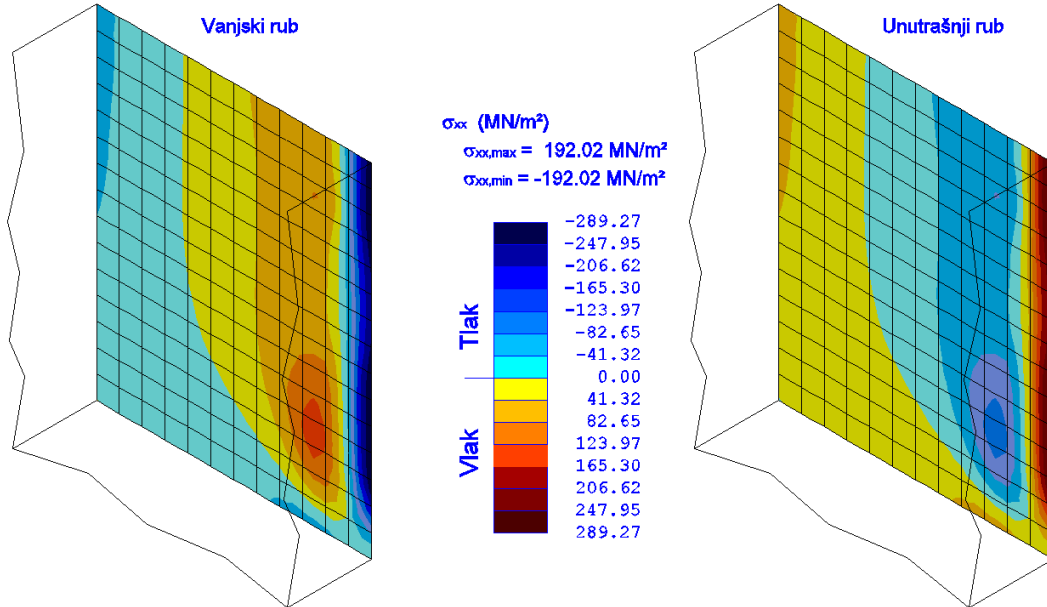 Vanjski rub
Unutrašnji rub
σxx (MN/m²)
σxx,max = 192.02 MN/m²
σxx,min = -192.02 MN/m²
Tlak
Vlak
-289.27
-247.95
-206.62
-165.30
-123.97
-82.65
-41.32
0.00
41.32
82.65
123.97
165.30
206.62
247.95
289.27